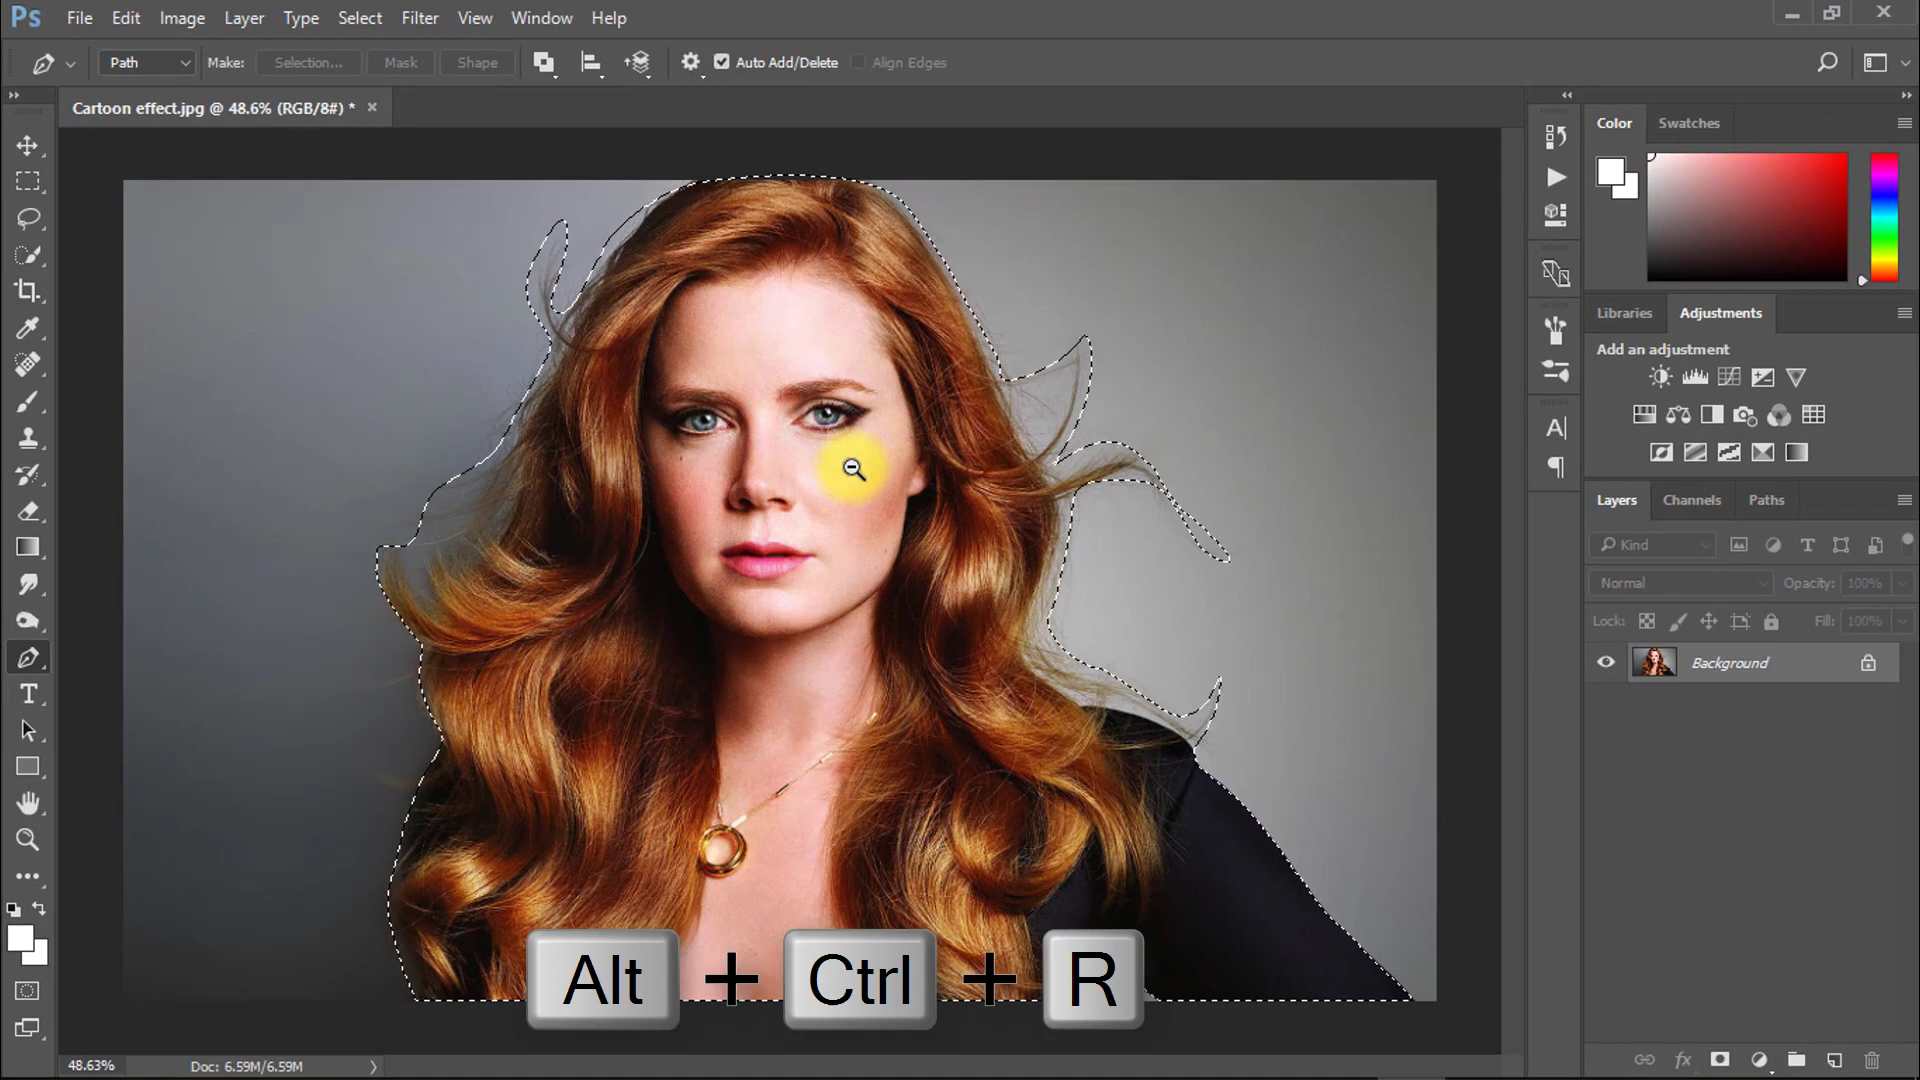 Ps File Edit Image Layer Type Select Filter View Window Help
Path Make: Selection... Mask Shape Auto Add/Delete Align Edges
Cartoon effect.jpg @ 48.6% (RGB/8#) * ×
Color Swatches
Libraries Adjustments
Add an adjustment
Layers Channels Paths
Kind
Normal Opacity: 100%
Lock: Fill: 100%
Background
Alt + Ctrl + R
48.63% Doc: 6.59M/6.59M